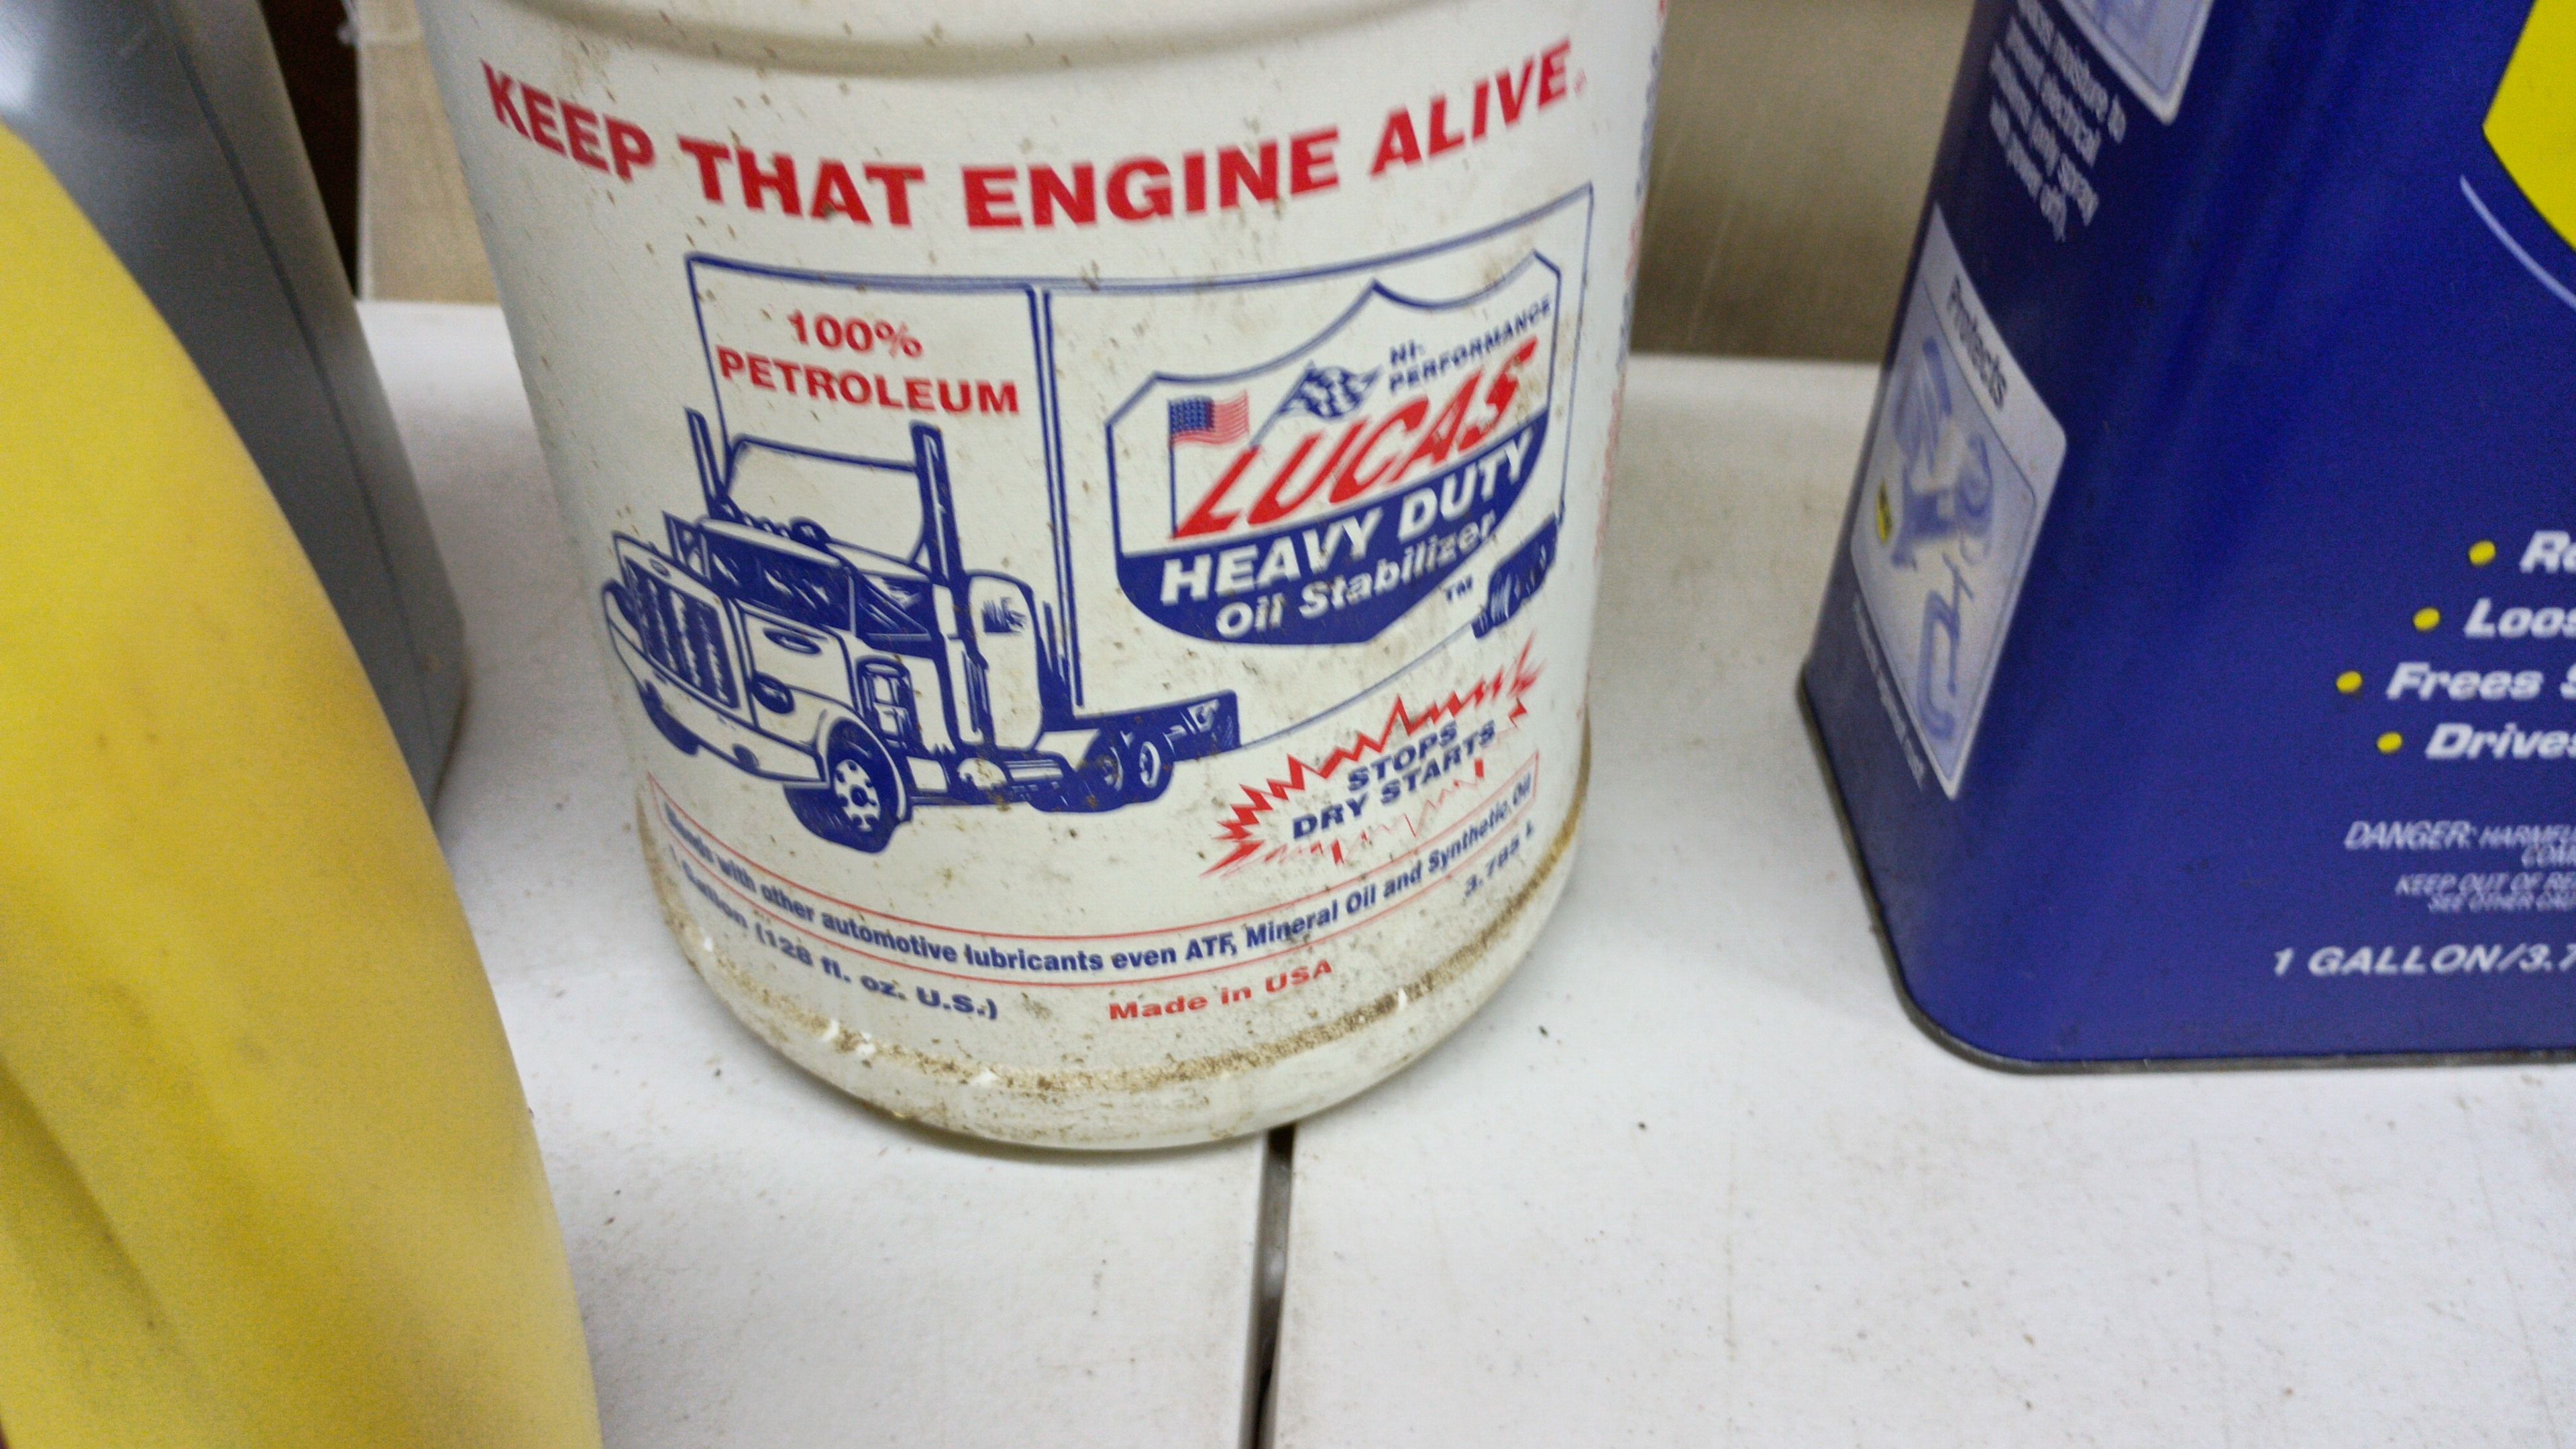 KEEP THAT ENGINE ALIVE.
100%
PETROLEUM
HI-
PERFORMANCE
LUCAS
HEAVY DUTY
Oil Stabilizer
TM
STOPS
DRY STARTS
Blends with other automotive lubricants even ATF, Mineral Oil and Synthetic Oil
1 Gallon (128 fl. oz. U.S.)
3.785 L
Made in USA
Protects
Frees
DANGER:
KEEP OUT OF
SEE OTHER
1 GALLON/3.7